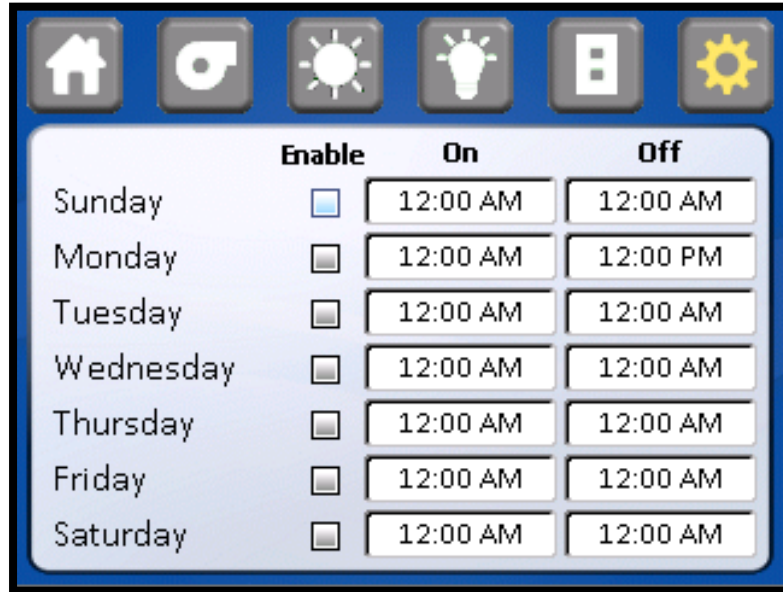 Enable On Off
Sunday 12:00 AM 12:00 AM
Monday 12:00 AM 12:00 PM
Tuesday 12:00 AM 12:00 AM
Wednesday 12:00 AM 12:00 AM
Thursday 12:00 AM 12:00 AM
Friday 12:00 AM 12:00 AM
Saturday 12:00 AM 12:00 AM